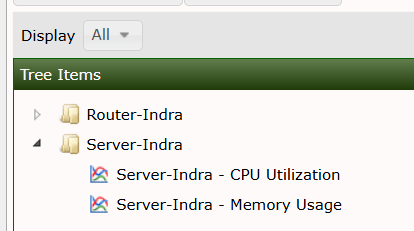 Display All
Tree Items
Router-Indra
Server-Indra
Server-Indra - CPU Utilization
Server-Indra - Memory Usage